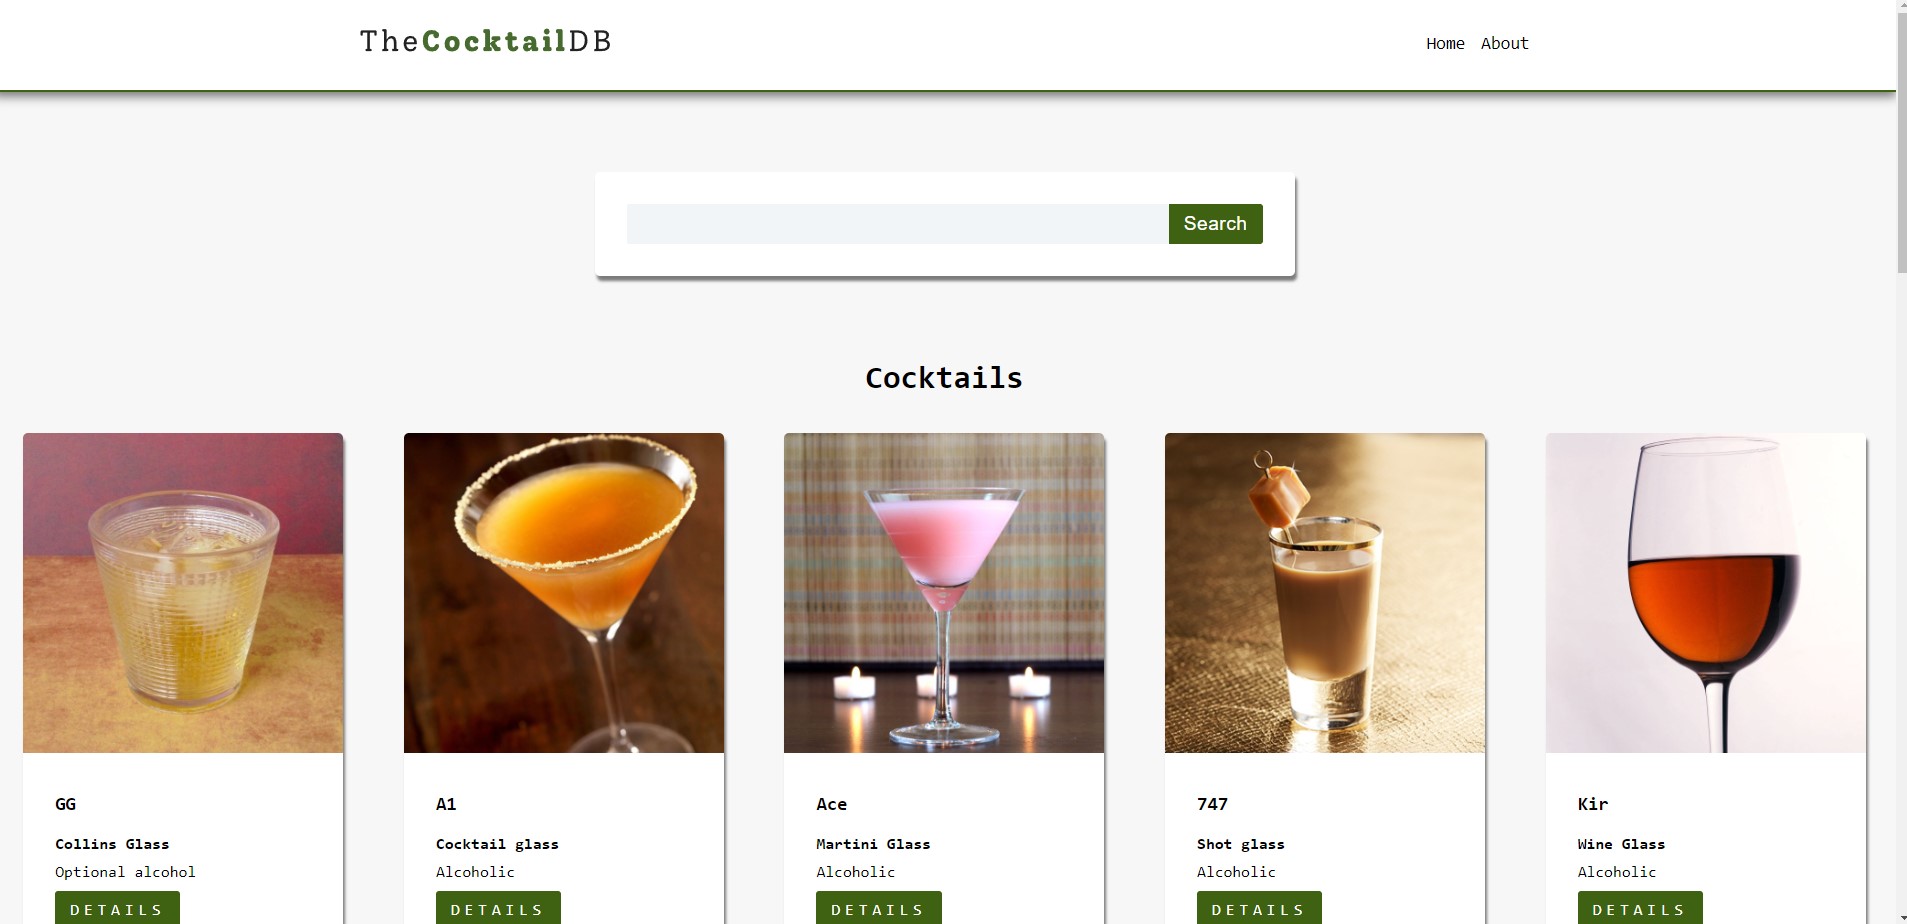 TheCocktailDB
Home About
Search
Cocktails
GG
Collins Glass
Optional alcohol
DETAILS
A1
Cocktail glass
Alcoholic
DETAILS
Ace
Martini Glass
Alcoholic
DETAILS
747
Shot glass
Alcoholic
DETAILS
Kir
Wine Glass
Alcoholic
DETAILS